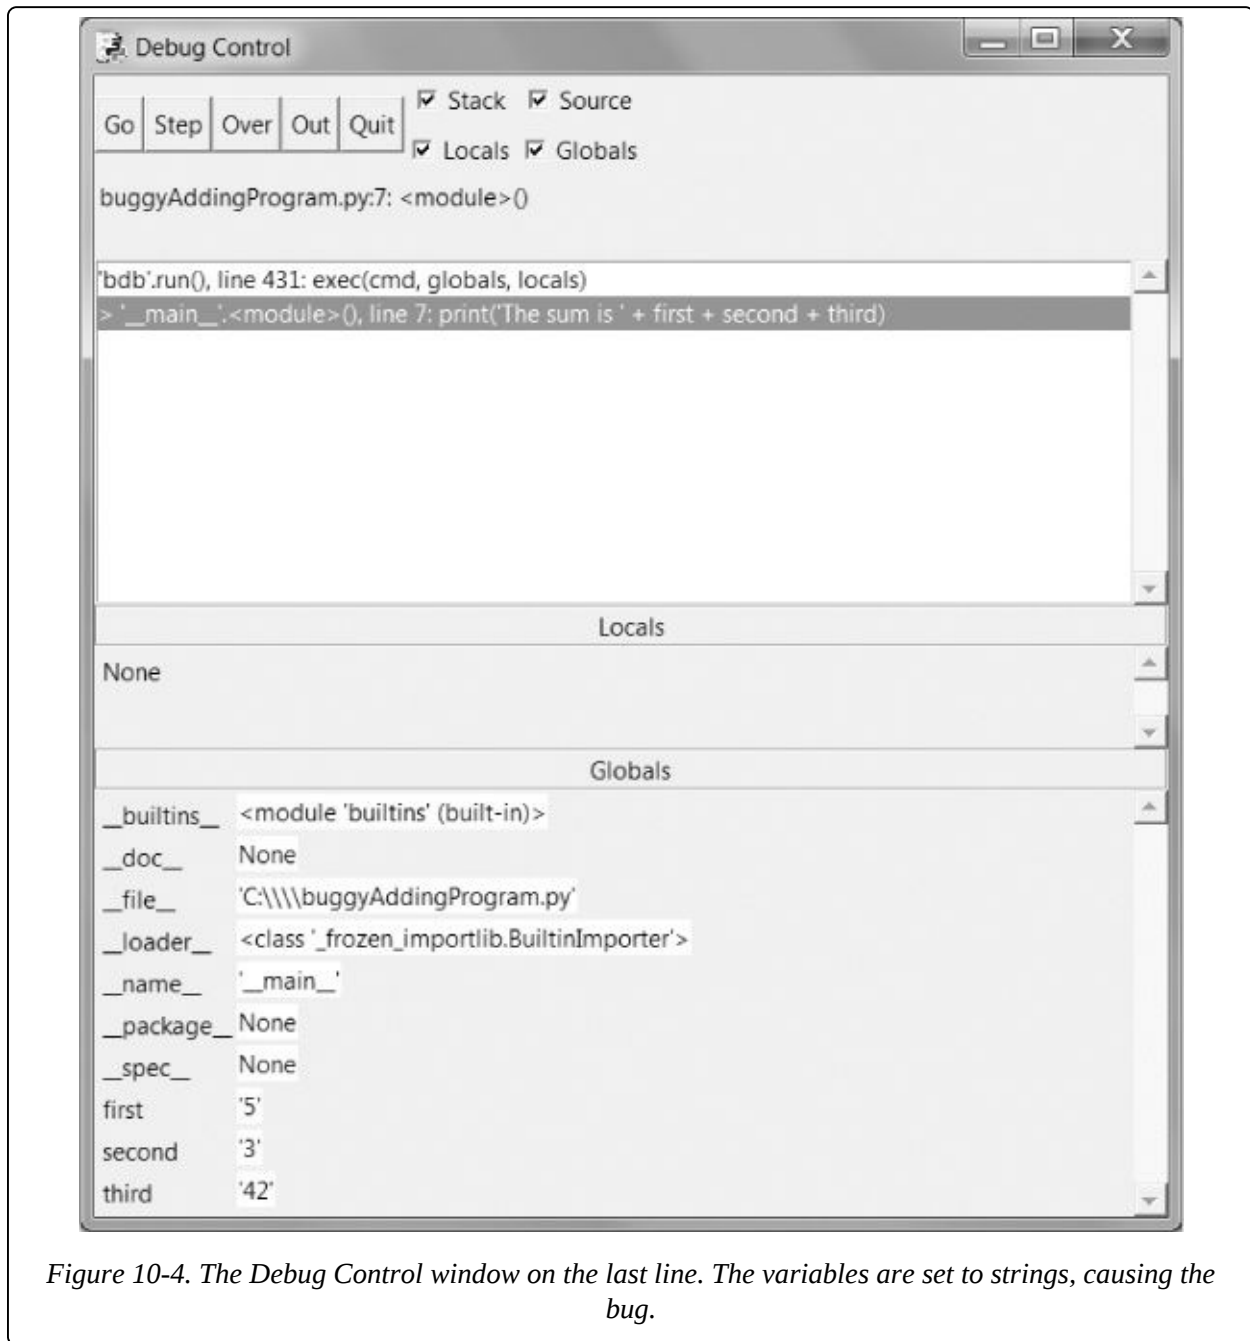 Debug Control
Go Step Over Out Quit
Stack Source
Locals Globals
buggyAddingProgram.py:7: <module>()
'bdb'.run(), line 431: exec(cmd, globals, locals)
> '__main__'.<module>(), line 7: print('The sum is ' + first + second + third)
Locals
None
Globals
__builtins__ <module 'builtins' (built-in)>
__doc__ None
__file__ 'C:\\\\buggyAddingProgram.py'
__loader__ <class '_frozen_importlib.BuiltinImporter'>
__name__ '__main__'
__package__ None
__spec__ None
first '5'
second '3'
third '42'
Figure 10-4. The Debug Control window on the last line. The variables are set to strings, causing the
bug.